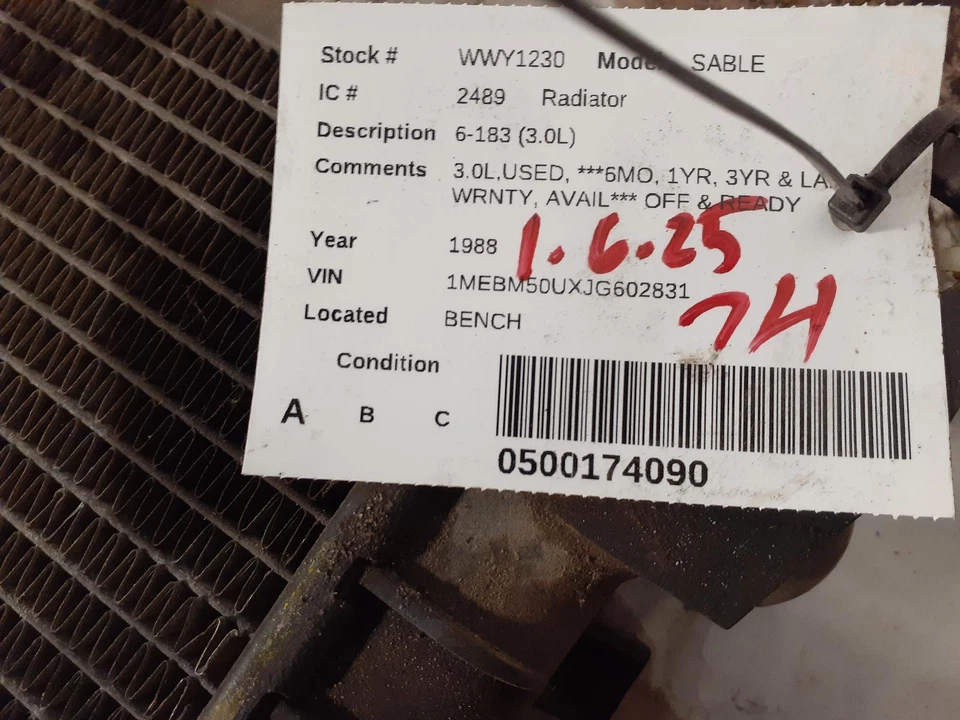 Stock # WWY1230 Model SABLE
IC # 2489 Radiator
Description 6-183 (3.0L)
Comments 3.0L,USED, ***6MO, 1YR, 3YR & LA
WRNTY, AVAIL*** OFF & READY
Year 1988 1.6.25
VIN 1MEBM50UXJG602831
74
Located BENCH
Condition
A B C
0500174090